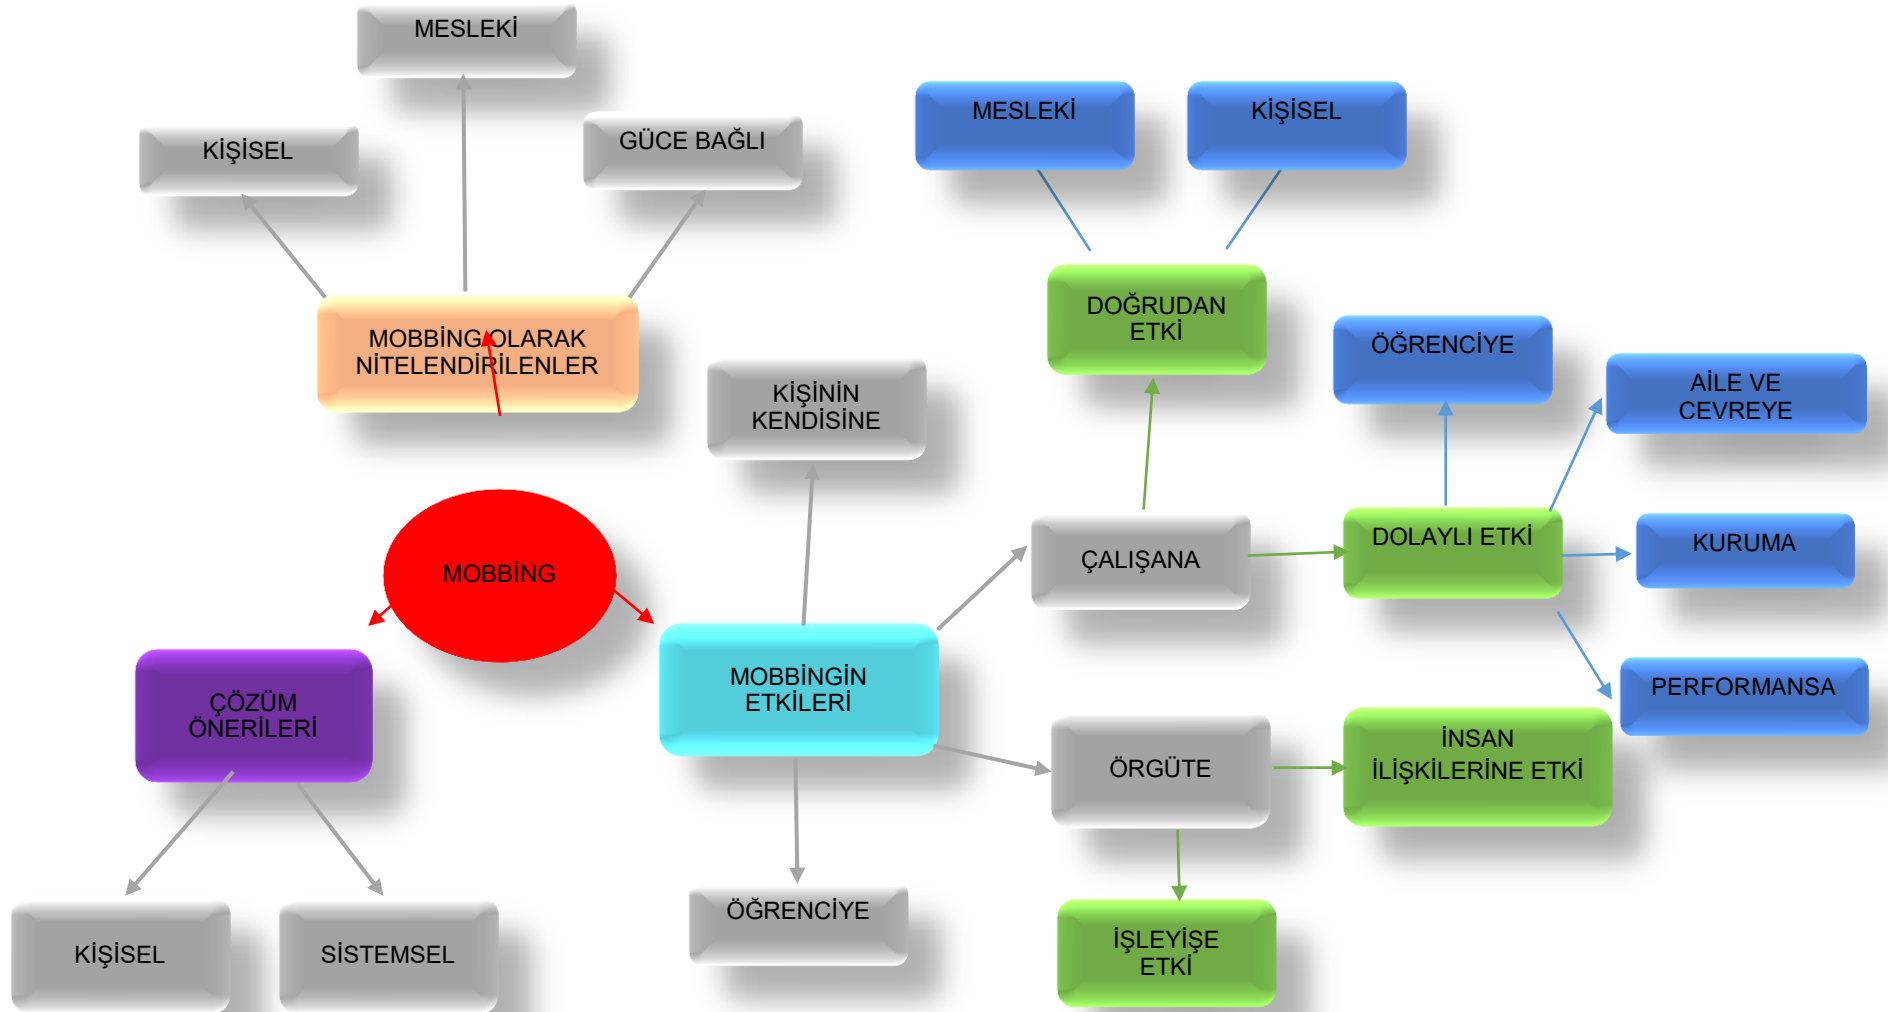 MESLEKİ
KİŞİSEL
GÜCE BAĞLI
MOBBİNG OLARAK
NİTELENDİRİLENLER
MESLEKİ
KİŞİSEL
DOĞRUDAN
ETKİ
KİŞİNİN
KENDİSİNE
ÖĞRENCİYE
AİLE VE
CEVREYE
MOBBİNG
ÇALIŞANA
DOLAYLI ETKİ
KURUMA
PERFORMANSA
ÇÖZÜM
ÖNERİLERİ
MOBBİNGİN
ETKİLERİ
ÖRGÜTE
İNSAN
İLİŞKİLERİNE ETKİ
KİŞİSEL
SİSTEMSEL
ÖĞRENCİYE
İŞLEYİŞE
ETKİ